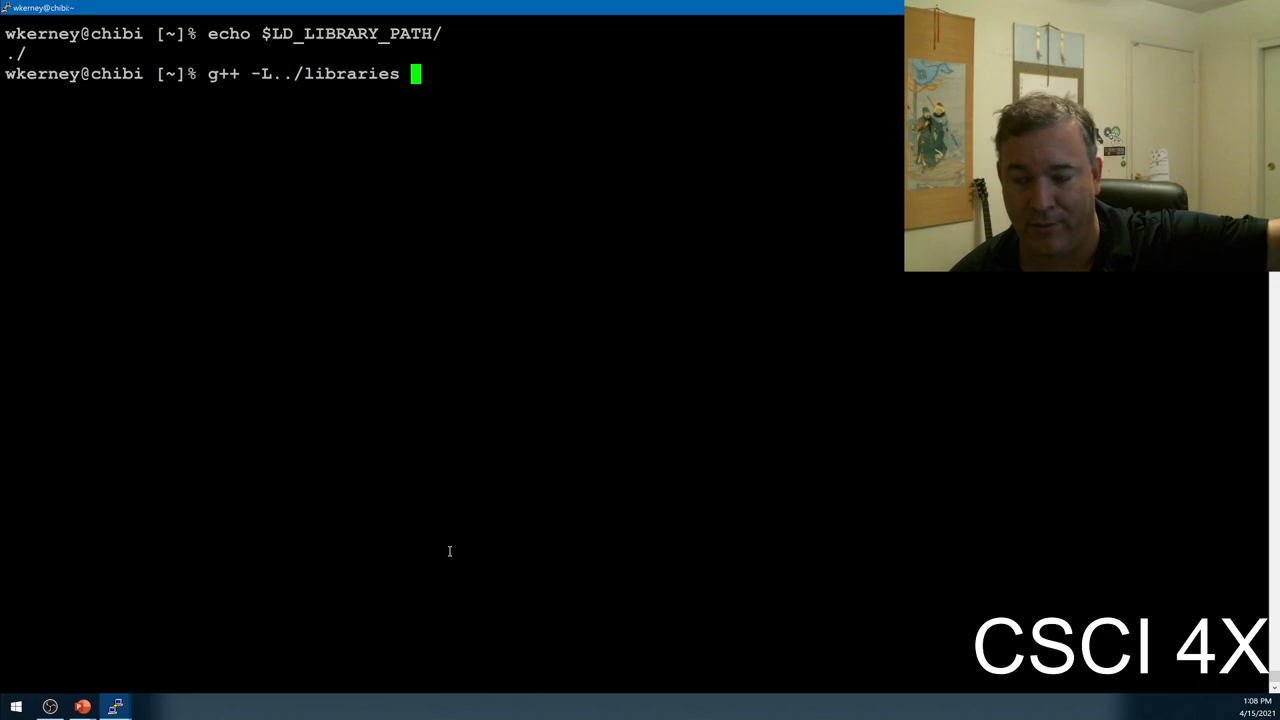 wkerney@chibi:~
wkerney@chibi [~]% echo $LD_LIBRARY_PATH/
./
wkerney@chibi [~]% g++ -L../libraries
CSCI 4X
1:08 PM
4/15/2021